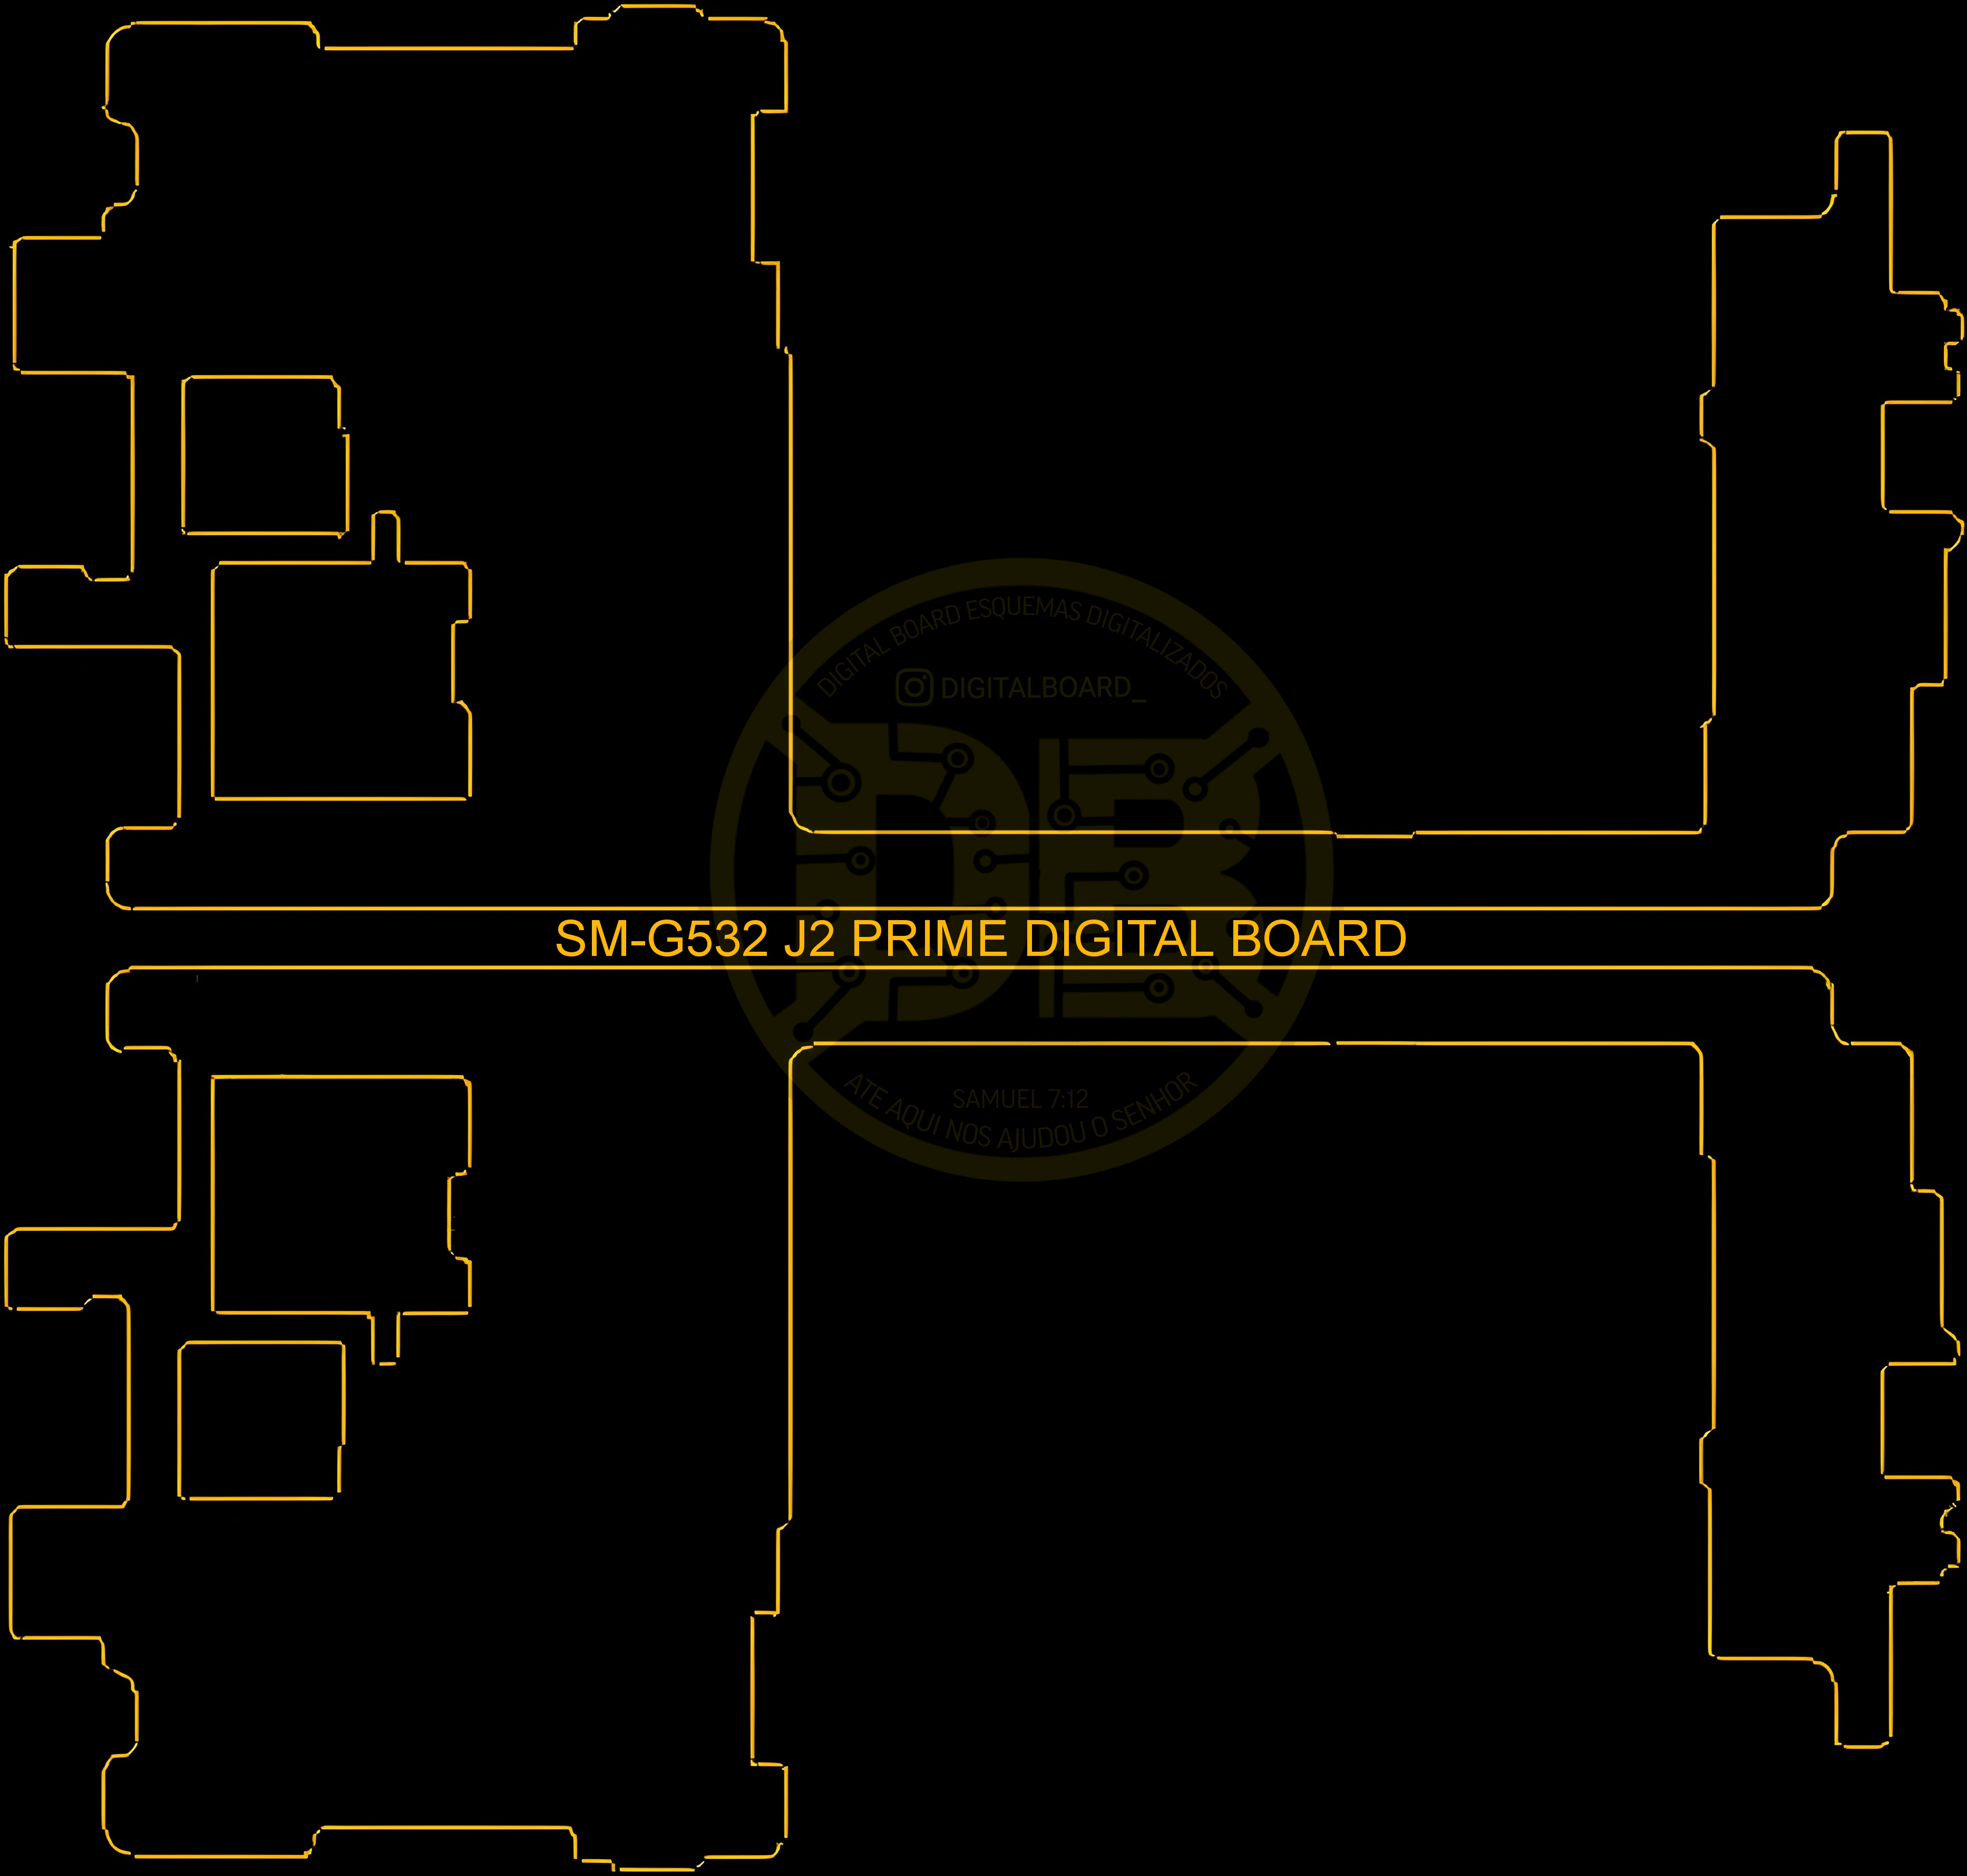 DIGITAL BOARD ESQUEMAS DIGITALIZADOS
DIGITALBOARD_
DB
SM-G532 J2 PRIME DIGITAL BOARD
SAMUEL 7:12
ATE AQUI NOS AJUDOU O SENHOR